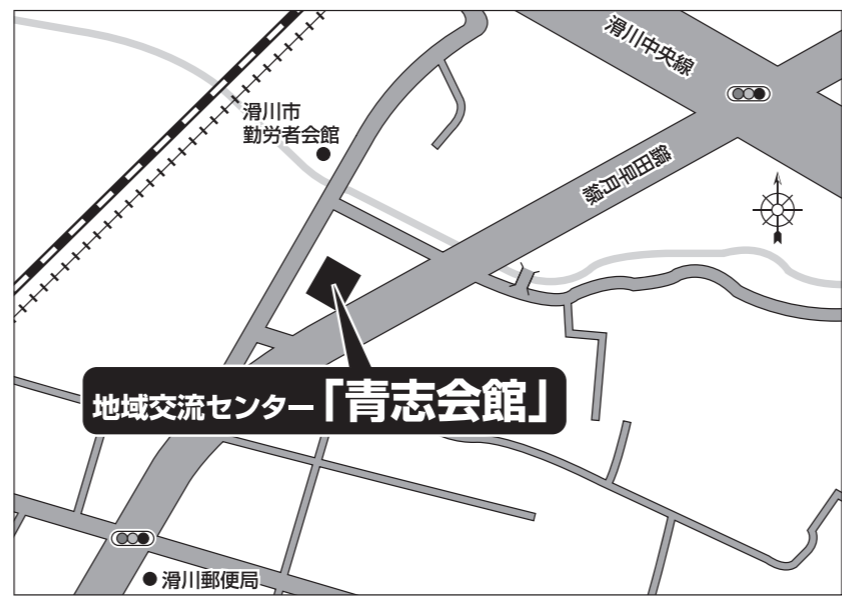 滑川中央線
滑川市
勤労者会館
鏡田早月線
地域交流センター「青志会館」
滑川郵便局